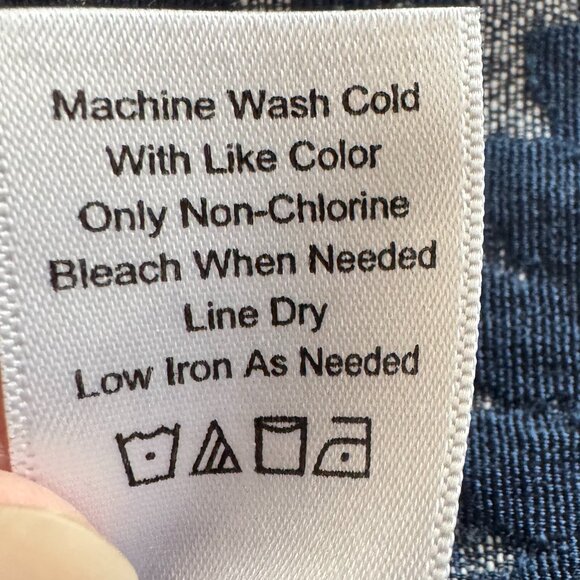 Machine Wash Cold
With Like Color
Only Non-Chlorine
Bleach When Needed
Line Dry
Low Iron As Needed